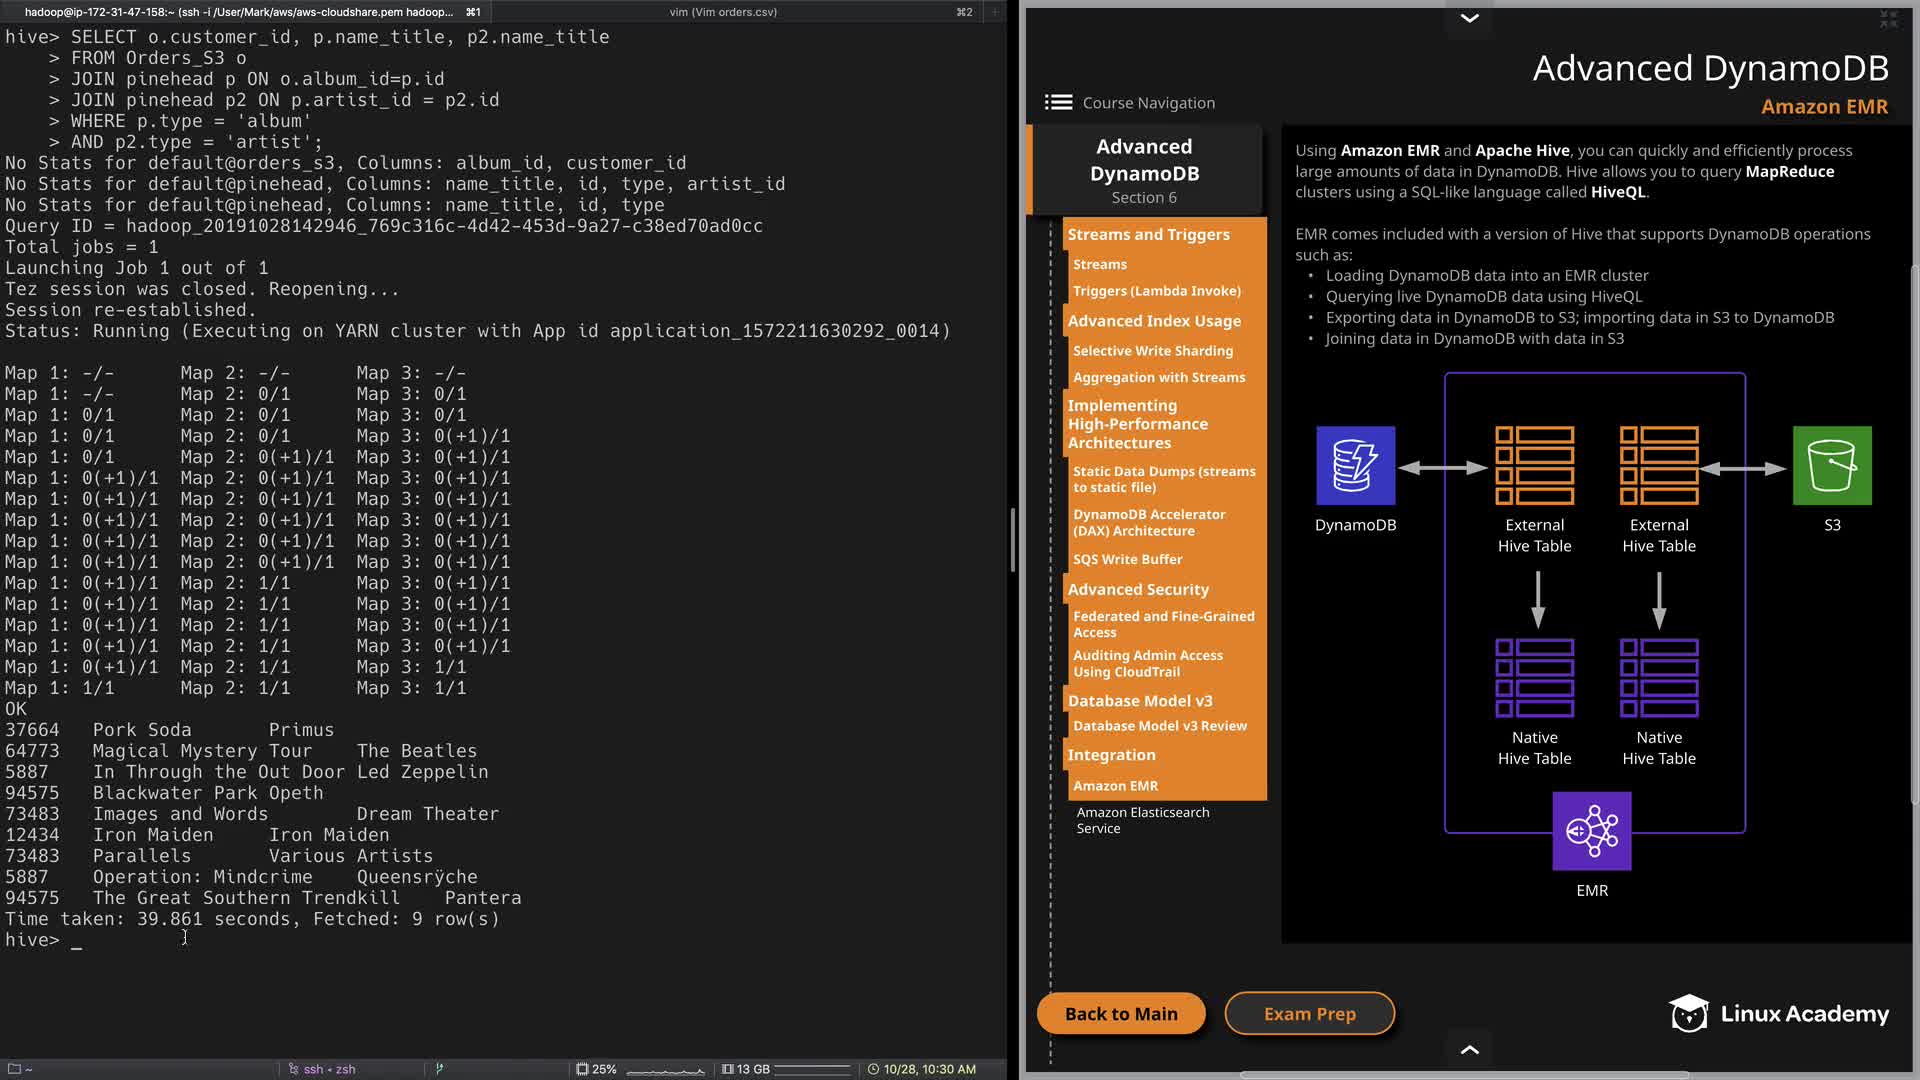 hadoop@ip-172-31-47-158:~ (ssh -i /User/Mark/aws/aws-cloudshare.pem hadoop... ⌘1
vim (Vim orders.csv) ⌘2
hive> SELECT o.customer_id, p.name_title, p2.name_title
> FROM Orders_S3 o
> JOIN pinehead p ON o.album_id=p.id
> JOIN pinehead p2 ON p.artist_id = p2.id
> WHERE p.type = 'album'
> AND p2.type = 'artist';
No Stats for default@orders_s3, Columns: album_id, customer_id
No Stats for default@pinehead, Columns: name_title, id, type, artist_id
No Stats for default@pinehead, Columns: name_title, id, type
Query ID = hadoop_20191028142946_769c316c-4d42-453d-9a27-c38ed70ad0cc
Total jobs = 1
Launching Job 1 out of 1
Tez session was closed. Reopening...
Session re-established.
Status: Running (Executing on YARN cluster with App id application_1572211630292_0014)
Map 1: -/- Map 2: -/- Map 3: -/-
Map 1: -/- Map 2: 0/1 Map 3: 0/1
Map 1: 0/1 Map 2: 0/1 Map 3: 0/1
Map 1: 0/1 Map 2: 0/1 Map 3: 0(+1)/1
Map 1: 0/1 Map 2: 0(+1)/1 Map 3: 0(+1)/1
Map 1: 0(+1)/1 Map 2: 0(+1)/1 Map 3: 0(+1)/1
Map 1: 0(+1)/1 Map 2: 0(+1)/1 Map 3: 0(+1)/1
Map 1: 0(+1)/1 Map 2: 0(+1)/1 Map 3: 0(+1)/1
Map 1: 0(+1)/1 Map 2: 0(+1)/1 Map 3: 0(+1)/1
Map 1: 0(+1)/1 Map 2: 0(+1)/1 Map 3: 0(+1)/1
Map 1: 0(+1)/1 Map 2: 1/1 Map 3: 0(+1)/1
Map 1: 0(+1)/1 Map 2: 1/1 Map 3: 0(+1)/1
Map 1: 0(+1)/1 Map 2: 1/1 Map 3: 0(+1)/1
Map 1: 0(+1)/1 Map 2: 1/1 Map 3: 0(+1)/1
Map 1: 0(+1)/1 Map 2: 1/1 Map 3: 1/1
Map 1: 1/1 Map 2: 1/1 Map 3: 1/1
OK
37664 Pork Soda Primus
64773 Magical Mystery Tour The Beatles
5887 In Through the Out Door Led Zeppelin
94575 Blackwater Park Opeth
73483 Images and Words Dream Theater
12434 Iron Maiden Iron Maiden
73483 Parallels Various Artists
5887 Operation: Mindcrime Queensrÿche
94575 The Great Southern Trendkill Pantera
Time taken: 39.861 seconds, Fetched: 9 row(s)
hive> _
~ ssh ‹ zsh 25% 13 GB 10/28, 10:30 AM
Advanced DynamoDB
Amazon EMR
Course Navigation
Advanced
DynamoDB
Section 6
Streams and Triggers
Streams
Triggers (Lambda Invoke)
Advanced Index Usage
Selective Write Sharding
Aggregation with Streams
Implementing
High-Performance
Architectures
Static Data Dumps (streams
to static file)
DynamoDB Accelerator
(DAX) Architecture
SQS Write Buffer
Advanced Security
Federated and Fine-Grained
Access
Auditing Admin Access
Using CloudTrail
Database Model v3
Database Model v3 Review
Integration
Amazon EMR
Amazon Elasticsearch
Service
Using Amazon EMR and Apache Hive, you can quickly and efficiently process
large amounts of data in DynamoDB. Hive allows you to query MapReduce
clusters using a SQL-like language called HiveQL.
EMR comes included with a version of Hive that supports DynamoDB operations
such as:
• Loading DynamoDB data into an EMR cluster
• Querying live DynamoDB data using HiveQL
• Exporting data in DynamoDB to S3; importing data in S3 to DynamoDB
• Joining data in DynamoDB with data in S3
DynamoDB
External
Hive Table
External
Hive Table
S3
Native
Hive Table
Native
Hive Table
EMR
Back to Main
Exam Prep
Linux Academy